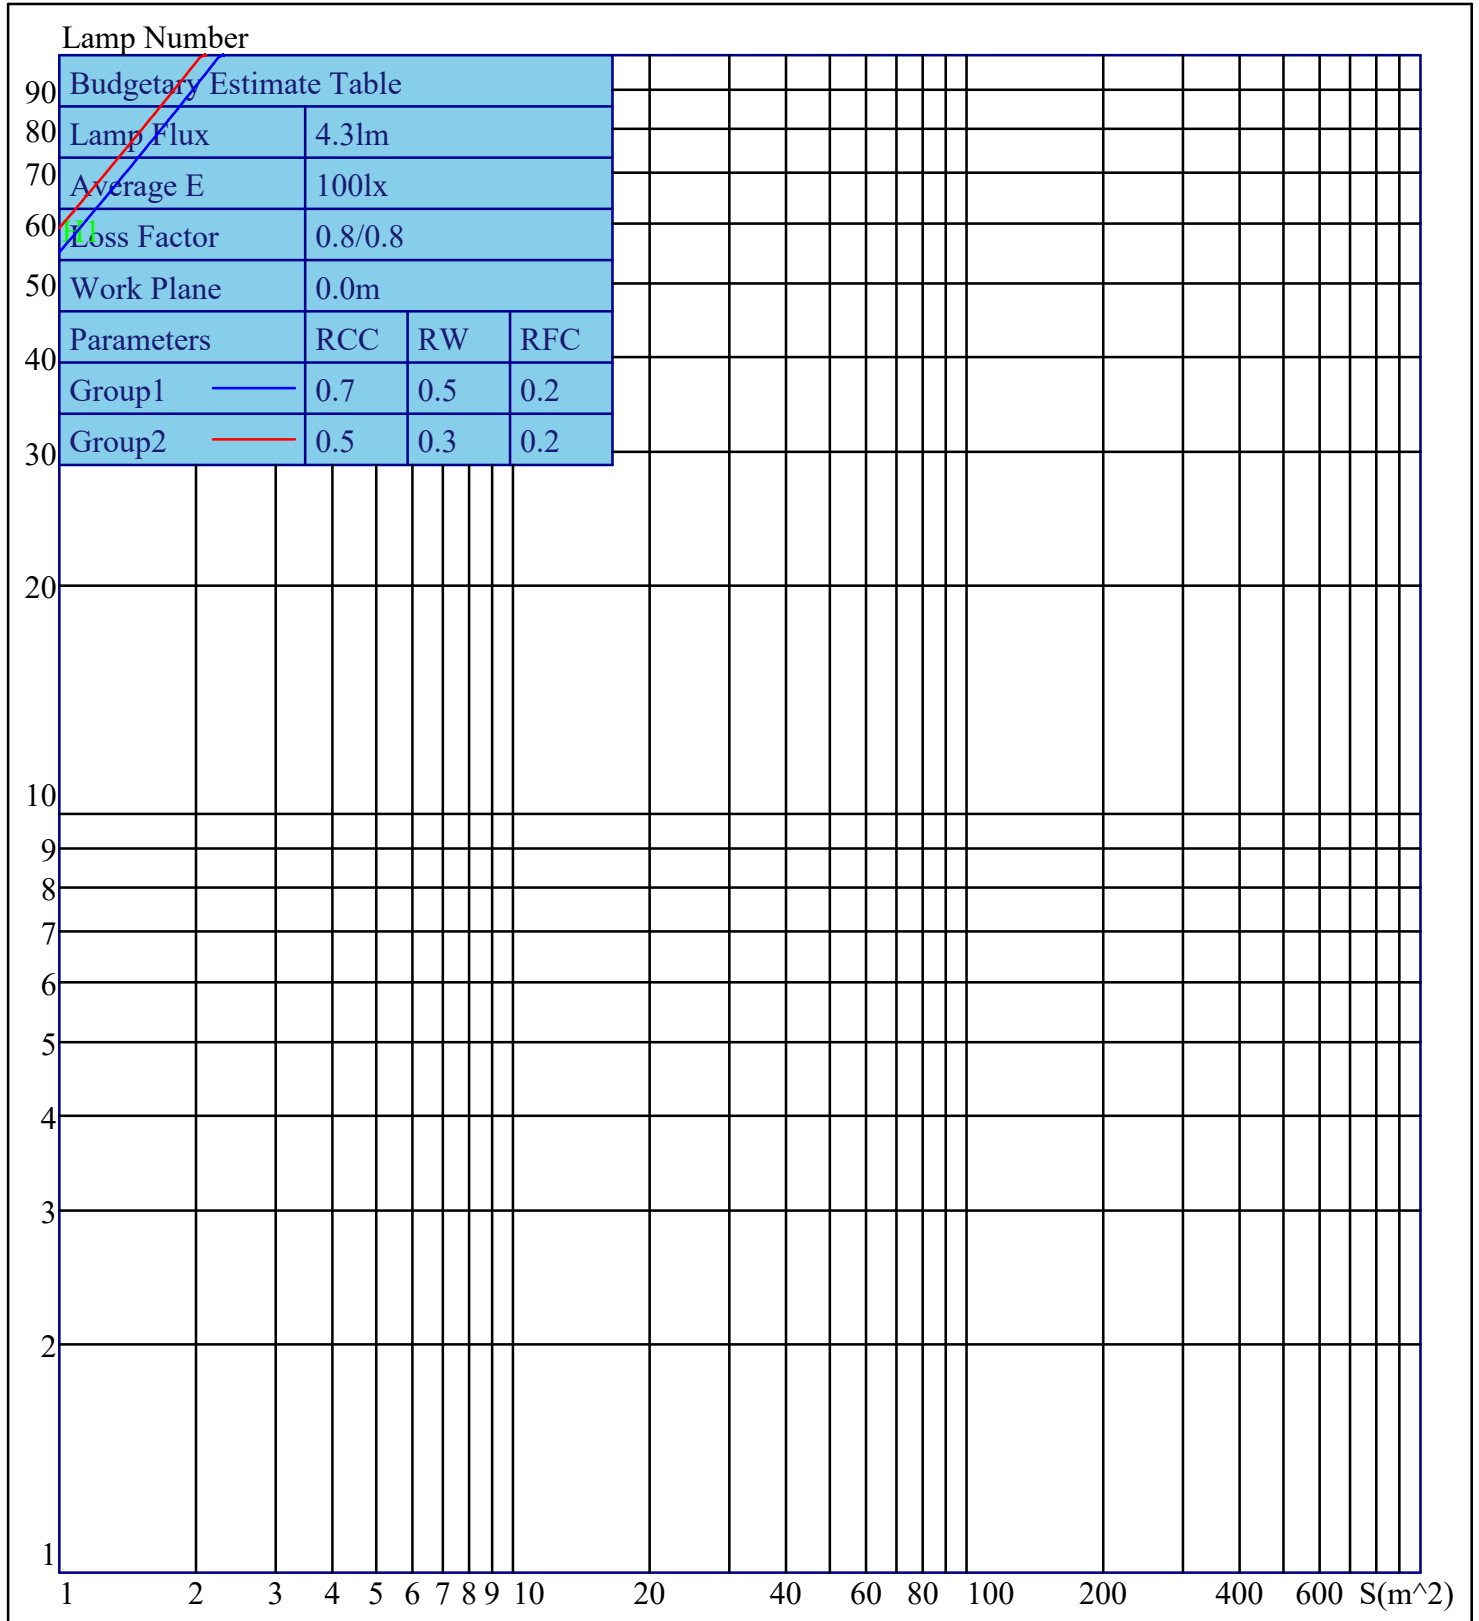 Lamp Number
Budgetary Estimate Table
Lamp Flux 4.3lm
Average E 100lx
Loss Factor 0.8/0.8
Work Plane 0.0m
Parameters RCC RW RFC
Group1 0.7 0.5 0.2
Group2 0.5 0.3 0.2
90
80
70
60
50
40
30
20
10
9
8
7
6
5
4
3
2
1
1 2 3 4 5 6 7 8 9 10 20 40 60 80 100 200 400 600 S(m^2)